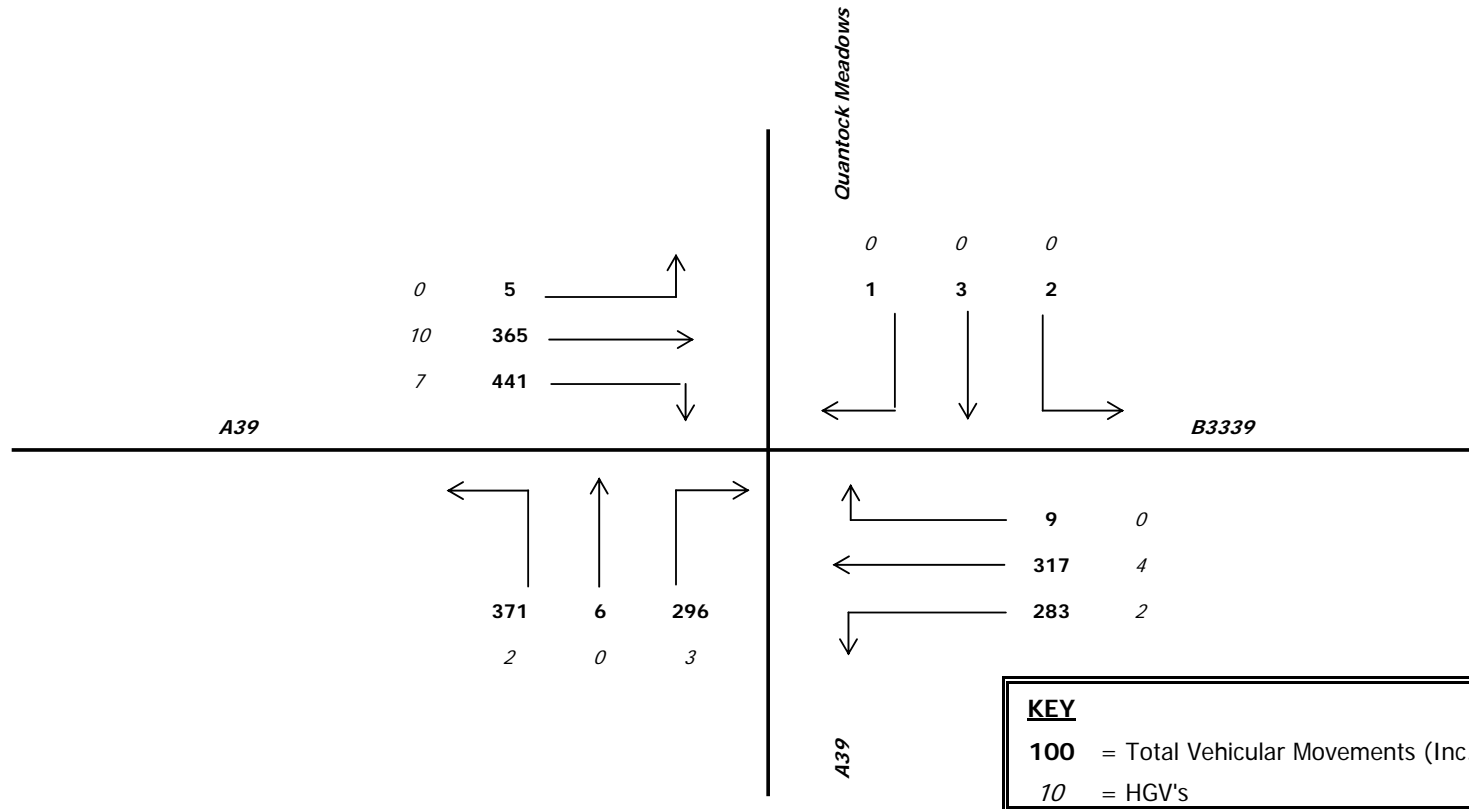 Quantock Meadows
0 0 0
1 3 2
0 5
10 365
7 441
A39
B3339
9 0
317 4
283 2
371 6 296
2 0 3
A39
KEY
100 = Total Vehicular Movements (Inc.
10 = HGV's